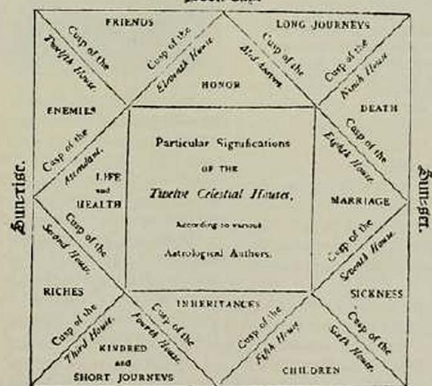 FRIENDS
LONG JOURNEYS
Cusp of the
Twelfth House.
Cusp of the
Eleventh House
Cusp of the
Cusp of the
Ninth House
HONOR
ENEMIES
DEATH
Cusp of the
Ascendant.
Cusp of the
Eighth House.
Particular Significations
OF THE
Twelve Celestial Houses,
According to various
Astrological Authors.
Sun-rise.
Sun-set.
LIFE
and
HEALTH
MARRIAGE
Cusp of the
Second House.
Cusp of the
Seventh House.
RICHES
INHERITANCES
SICKNESS
Cusp of the
Third House.
Cusp of the
Fourth House.
Cusp of the
Fifth House
Cusp of the
Sixth House.
KINDRED
and
SHORT JOURNEYS
CHILDREN